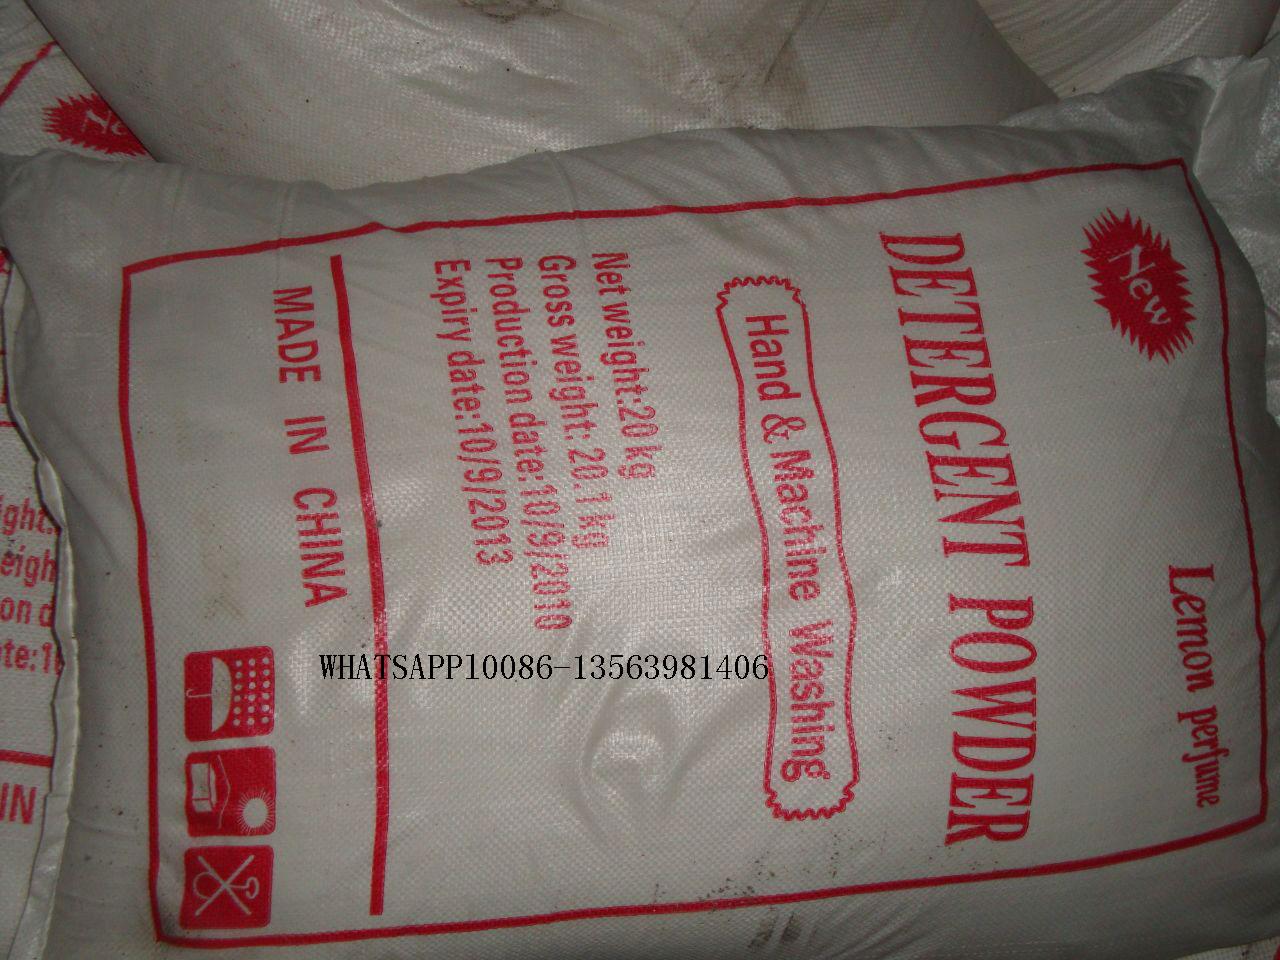 New
Lemon perfume
DETERGENT POWDER
Hand & Machine Washing
Net weight:20 kg
Gross weight: 20.1 kg
Production date:10/9/2010
Expiry date:10/9/2013
MADE IN CHINA
WHATSAPP10086-13563981406